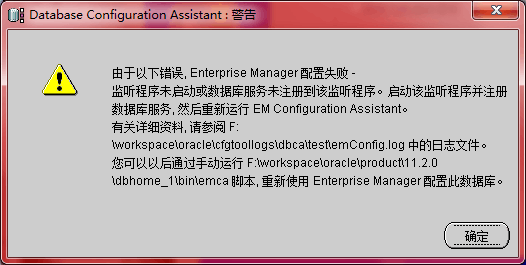 Database Configuration Assistant : 警告
由于以下错误, Enterprise Manager 配置失败 -
监听程序未启动或数据库服务未注册到该监听程序。启动该监听程序并注册
数据库服务, 然后重新运行 EM Configuration Assistant。
有关详细资料, 请参阅 F:
\workspace\oracle\cfgtoollogs\dbca\test\emConfig.log 中的日志文件。
您可以以后通过手动运行 F:\workspace\oracle\product\11.2.0
\dbhome_1\bin\emca 脚本, 重新使用 Enterprise Manager 配置此数据库。
确定